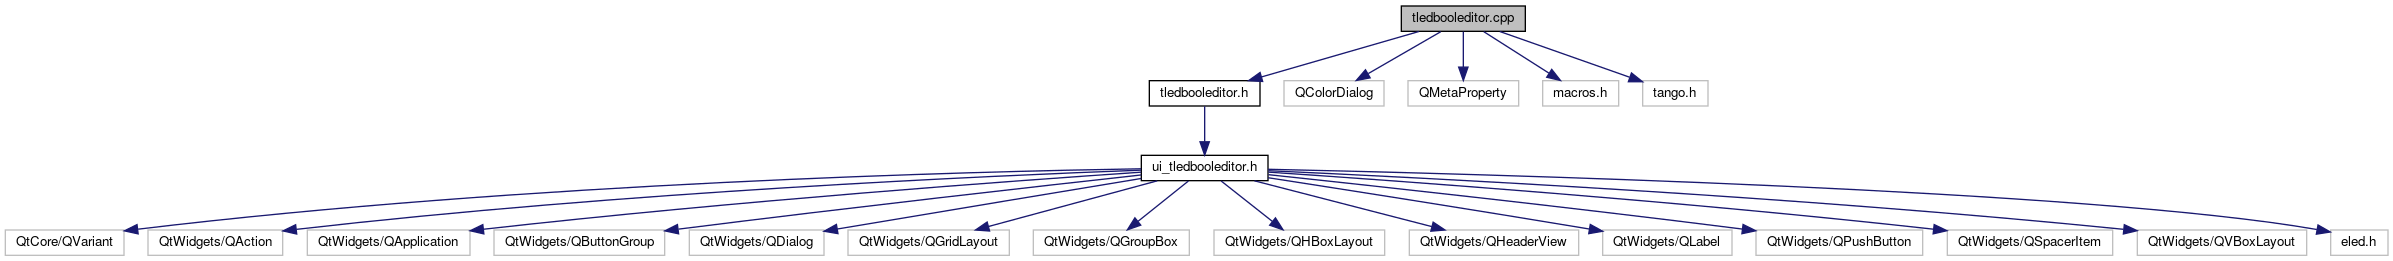 tledbooleditor.cpp
tledbooleditor.h
QColorDialog
QMetaProperty
macros.h
tango.h
ui_tledbooleditor.h
QtCore/QVariant
QtWidgets/QAction
QtWidgets/QApplication
QtWidgets/QButtonGroup
QtWidgets/QDialog
QtWidgets/QGridLayout
QtWidgets/QGroupBox
QtWidgets/QHBoxLayout
QtWidgets/QHeaderView
QtWidgets/QLabel
QtWidgets/QPushButton
QtWidgets/QSpacerItem
QtWidgets/QVBoxLayout
eled.h